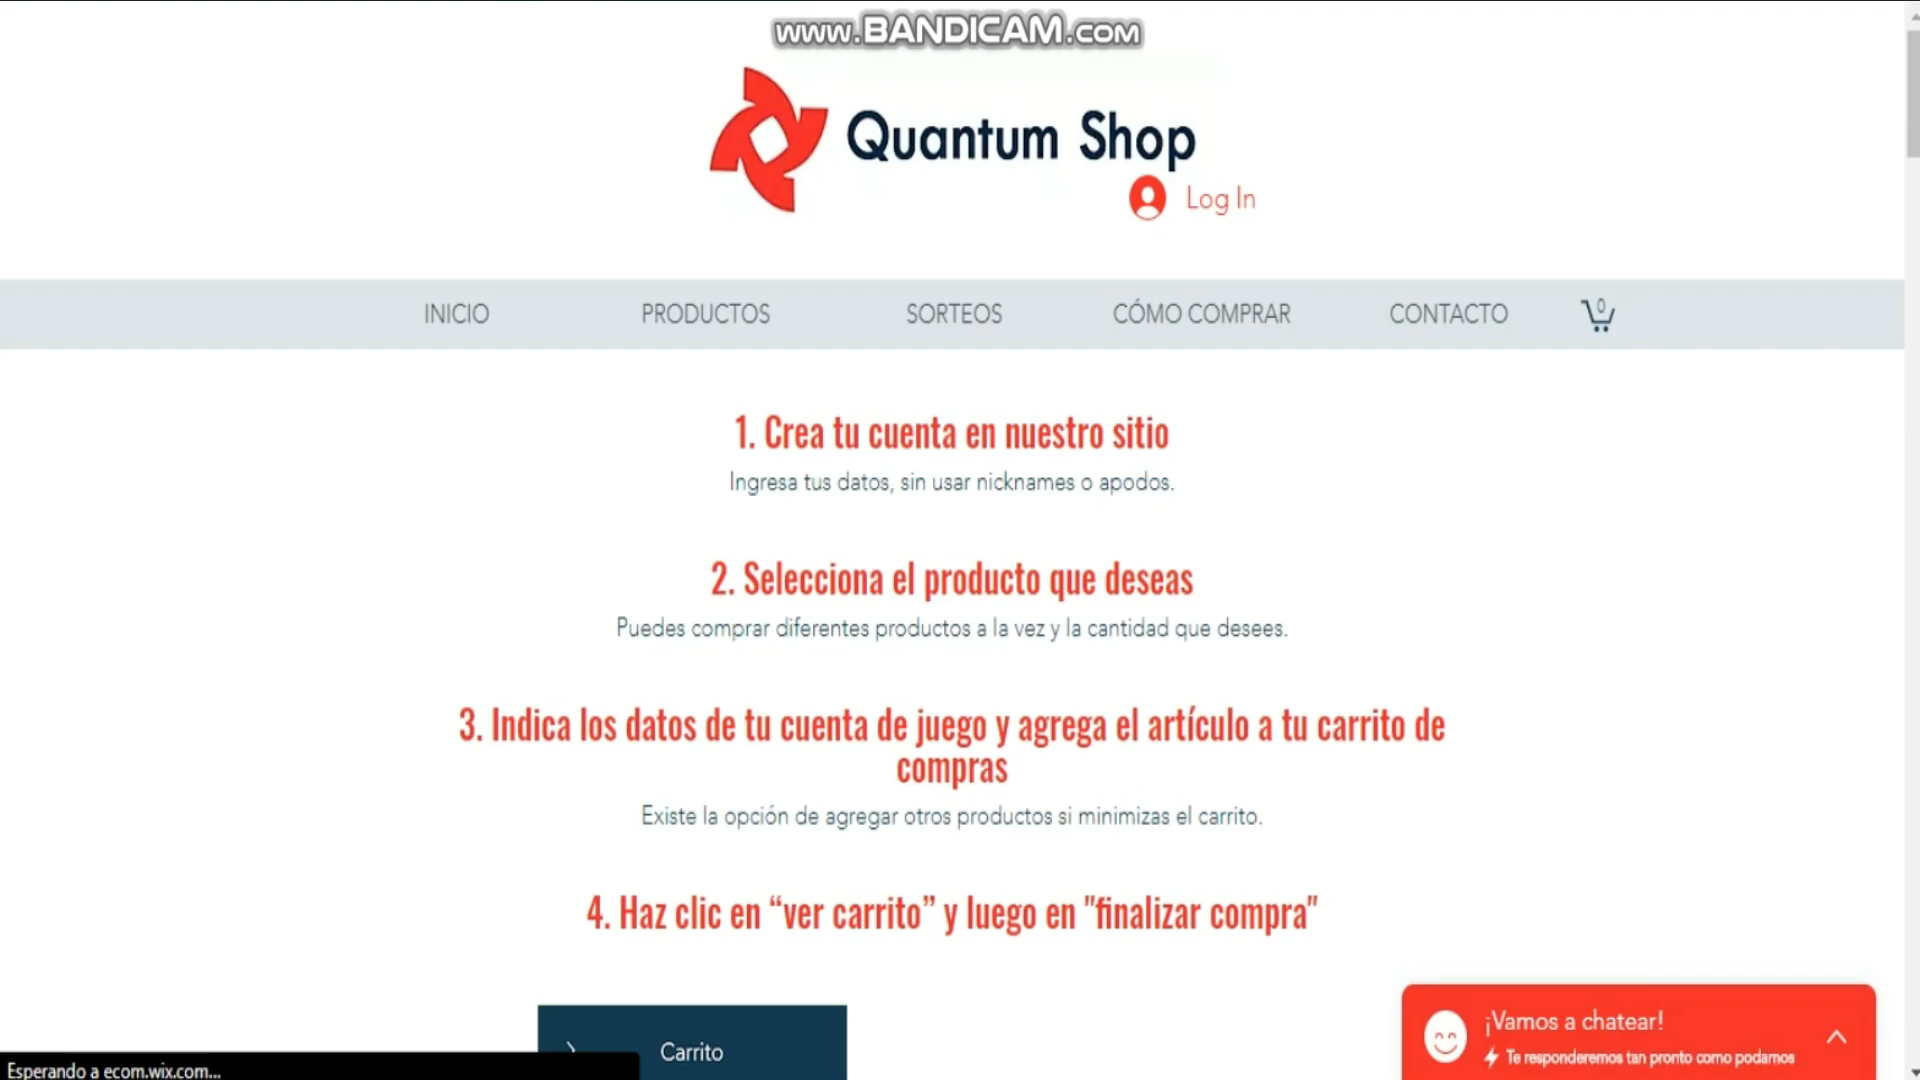 www.BANDICAM.com
Quantum Shop
Log In
INICIO
PRODUCTOS
SORTEOS
CÓMO COMPRAR
CONTACTO
0
1. Crea tu cuenta en nuestro sitio
Ingresa tus datos, sin usar nicknames o apodos.
2. Selecciona el producto que deseas
Puedes comprar diferentes productos a la vez y la cantidad que desees.
3. Indica los datos de tu cuenta de juego y agrega el artículo a tu carrito de
compras
Existe la opción de agregar otros productos si minimizas el carrito.
4. Haz clic en “ver carrito” y luego en "finalizar compra"
Carrito
¡Vamos a chatear!
Te responderemos tan pronto como podamos
Esperando a ecom.wix.com...